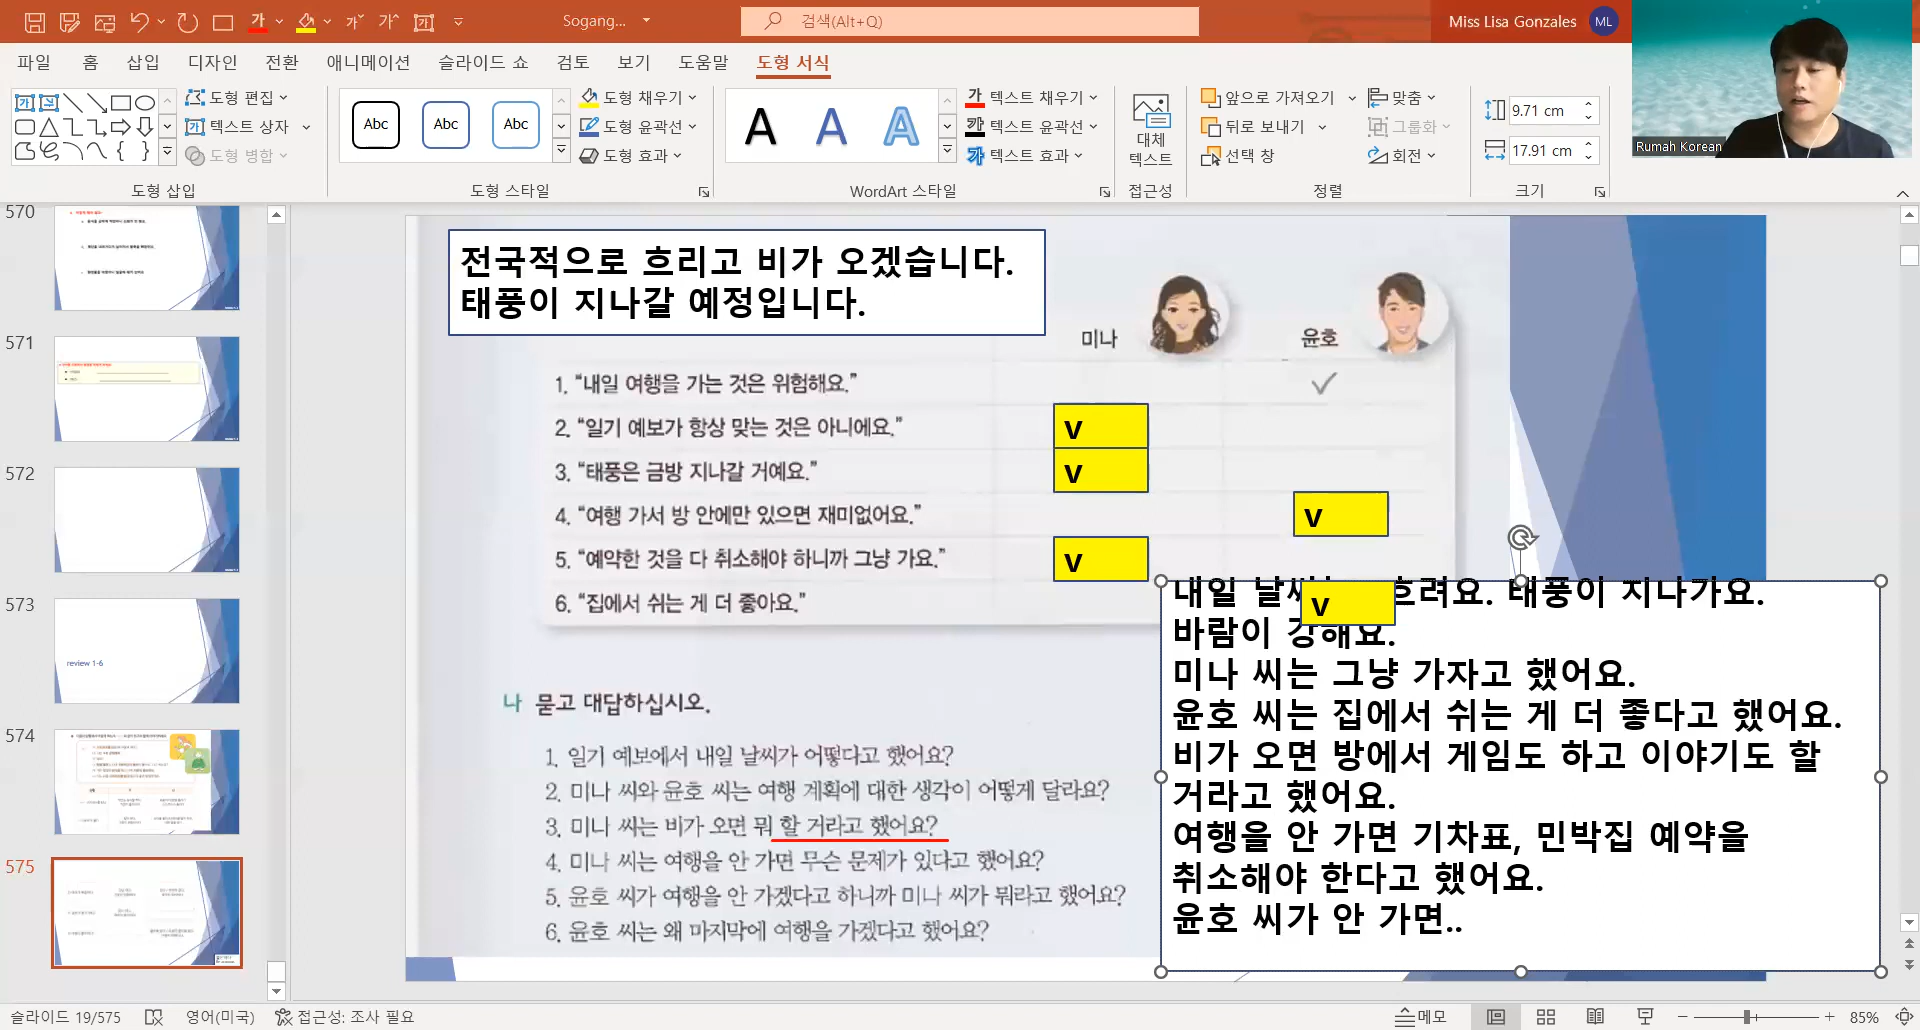 Sogang...
검색(Alt+Q)
Miss Lisa Gonzales
ML
파일 홈 삽입 디자인 전환 애니메이션 슬라이드 쇼 검토 보기 도움말 도형 서식
도형 편집
텍스트 상자
도형 병합
도형 삽입
Abc Abc Abc
도형 채우기
도형 윤곽선
도형 효과
도형 스타일
A A A
텍스트 채우기
텍스트 윤곽선
텍스트 효과
WordArt 스타일
대체
텍스트
접근성
앞으로 가져오기
뒤로 보내기
선택 창
맞춤
그룹화
회전
정렬
9.71 cm
17.91 cm
크기
Rumah Korean
570
571
572
573
review 1-6
574
575
전국적으로 흐리고 비가 오겠습니다.
태풍이 지나갈 예정입니다.
미나 윤호
1. “내일 여행을 가는 것은 위험해요.” ✓
2. “일기 예보가 항상 맞는 것은 아니에요.” v
3. “태풍은 금방 지나갈 거예요.” v
4. “여행 가서 방 안에만 있으면 재미없어요.” v
5. “예약한 것을 다 취소해야 하니까 그냥 가요.” v
6. “집에서 쉬는 게 더 좋아요.” v
나 묻고 대답하십시오.
1. 일기 예보에서 내일 날씨가 어떻다고 했어요?
2. 미나 씨와 윤호 씨는 여행 계획에 대한 생각이 어떻게 달라요?
3. 미나 씨는 비가 오면 뭐 할 거라고 했어요?
4. 미나 씨는 여행을 안 가면 무슨 문제가 있다고 했어요?
5. 윤호 씨가 여행을 안 가겠다고 하니까 미나 씨가 뭐라고 했어요?
6. 윤호 씨는 왜 마지막에 여행을 가겠다고 했어요?
내일 흐려요. 태풍이 지나가요.
바람이 강해요.
미나 씨는 그냥 가자고 했어요.
윤호 씨는 집에서 쉬는 게 더 좋다고 했어요.
비가 오면 방에서 게임도 하고 이야기도 할
거라고 했어요.
여행을 안 가면 기차표, 민박집 예약을
취소해야 한다고 했어요.
윤호 씨가 안 가면..
슬라이드 19/575 영어(미국) 접근성: 조사 필요
메모
85%